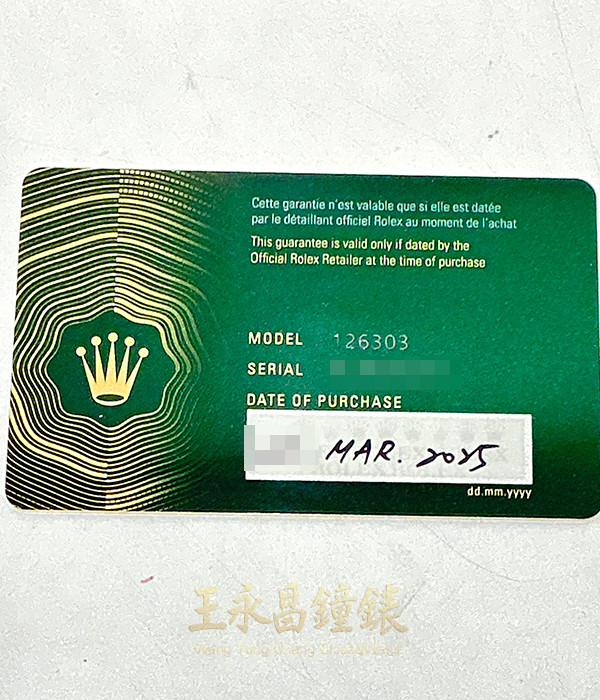 Cette garantie n'est valable que si elle est datée
par le détaillant officiel Rolex au moment de l'achat
This guarantee is valid only if dated by the
Official Rolex Retailer at the time of purchase
MODEL 126303
SERIAL
DATE OF PURCHASE
MAR. 2025
dd.mm.yyyy
王永昌鐘錶